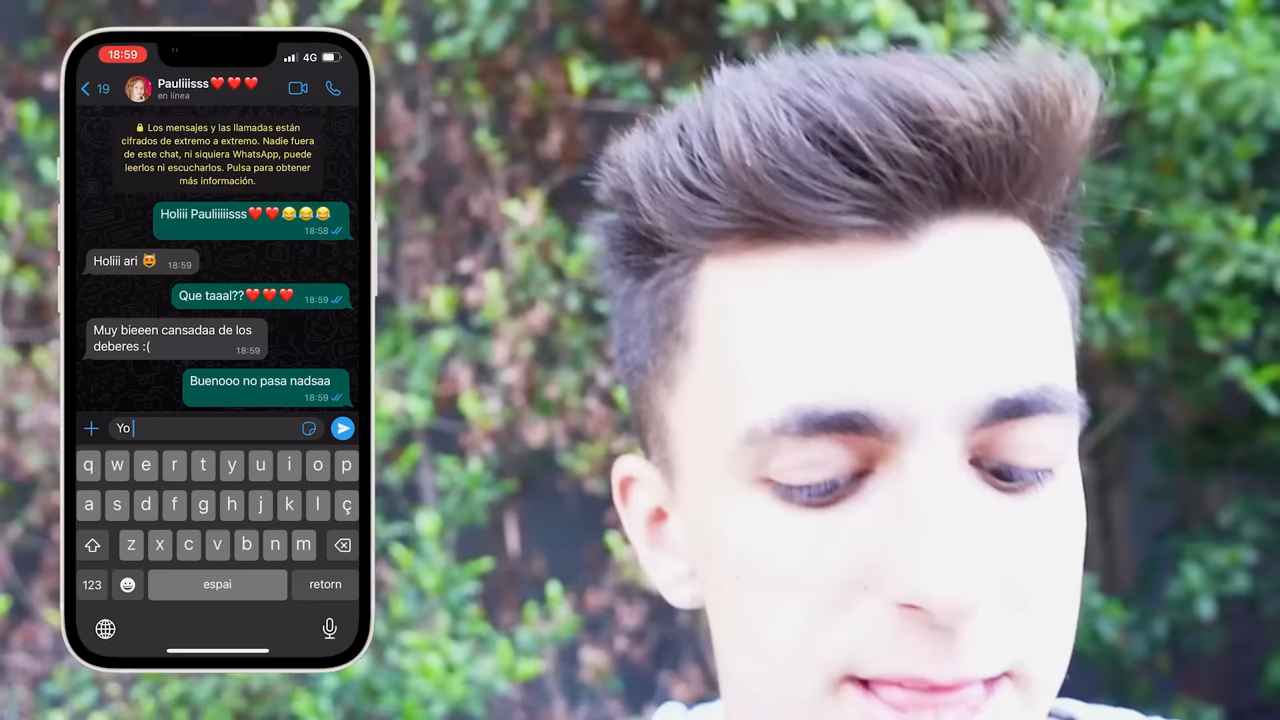 18:59
4G
19
Pauliiisss❤️❤️❤️
en línea
🔒 Los mensajes y las llamadas están
cifrados de extremo a extremo. Nadie fuera
de este chat, ni siquiera WhatsApp, puede
leerlos ni escucharlos. Pulsa para obtener
más información.
Holiii Pauliiiiisss❤️❤️😂😂😂
18:58
Holiii ari 😻 18:59
Que taaal??❤️❤️❤️ 18:59
Muy bieeen cansadaa de los
deberes :(
18:59
Buenooo no pasa nadsaa
18:59
Yo
q w e r t y u i o p
a s d f g h j k l ç
z x c v b n m
123 espai retorn